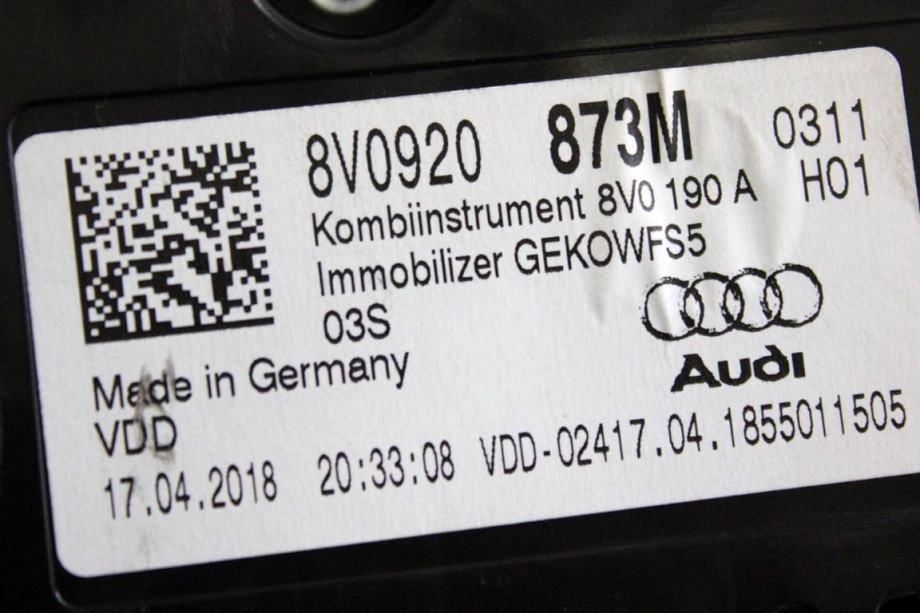 8V0920 873M 0311
Kombiinstrument 8V0 190 A H01
Immobilizer GEKOWFS5
03S
Audi
Made in Germany
VDD
17.04.2018 20:33:08 VDD-02417.04.1855011505